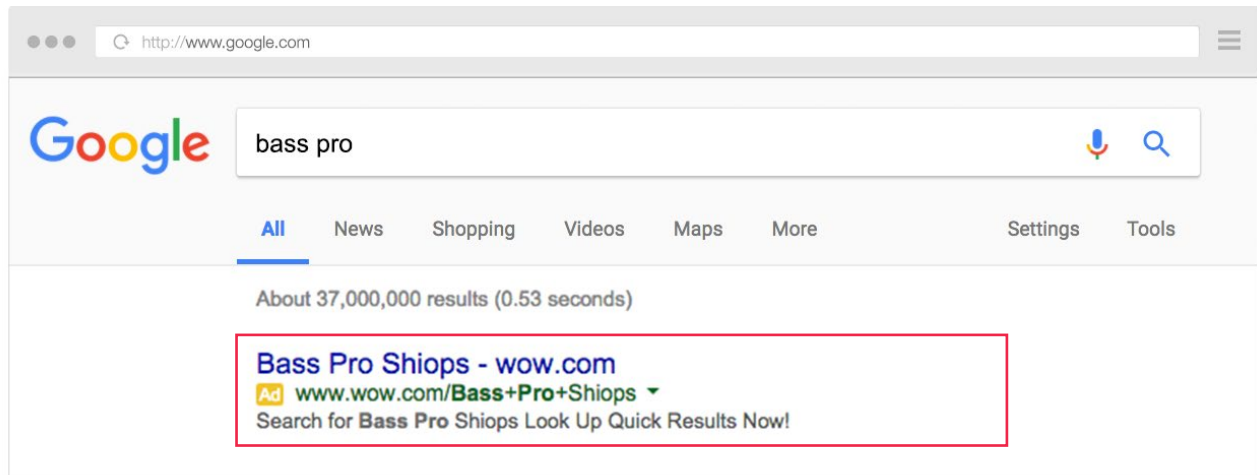 http://www.google.com
Google bass pro
All News Shopping Videos Maps More Settings Tools
About 37,000,000 results (0.53 seconds)
Bass Pro Shiops - wow.com
Ad www.wow.com/Bass+Pro+Shiops
Search for Bass Pro Shiops Look Up Quick Results Now!